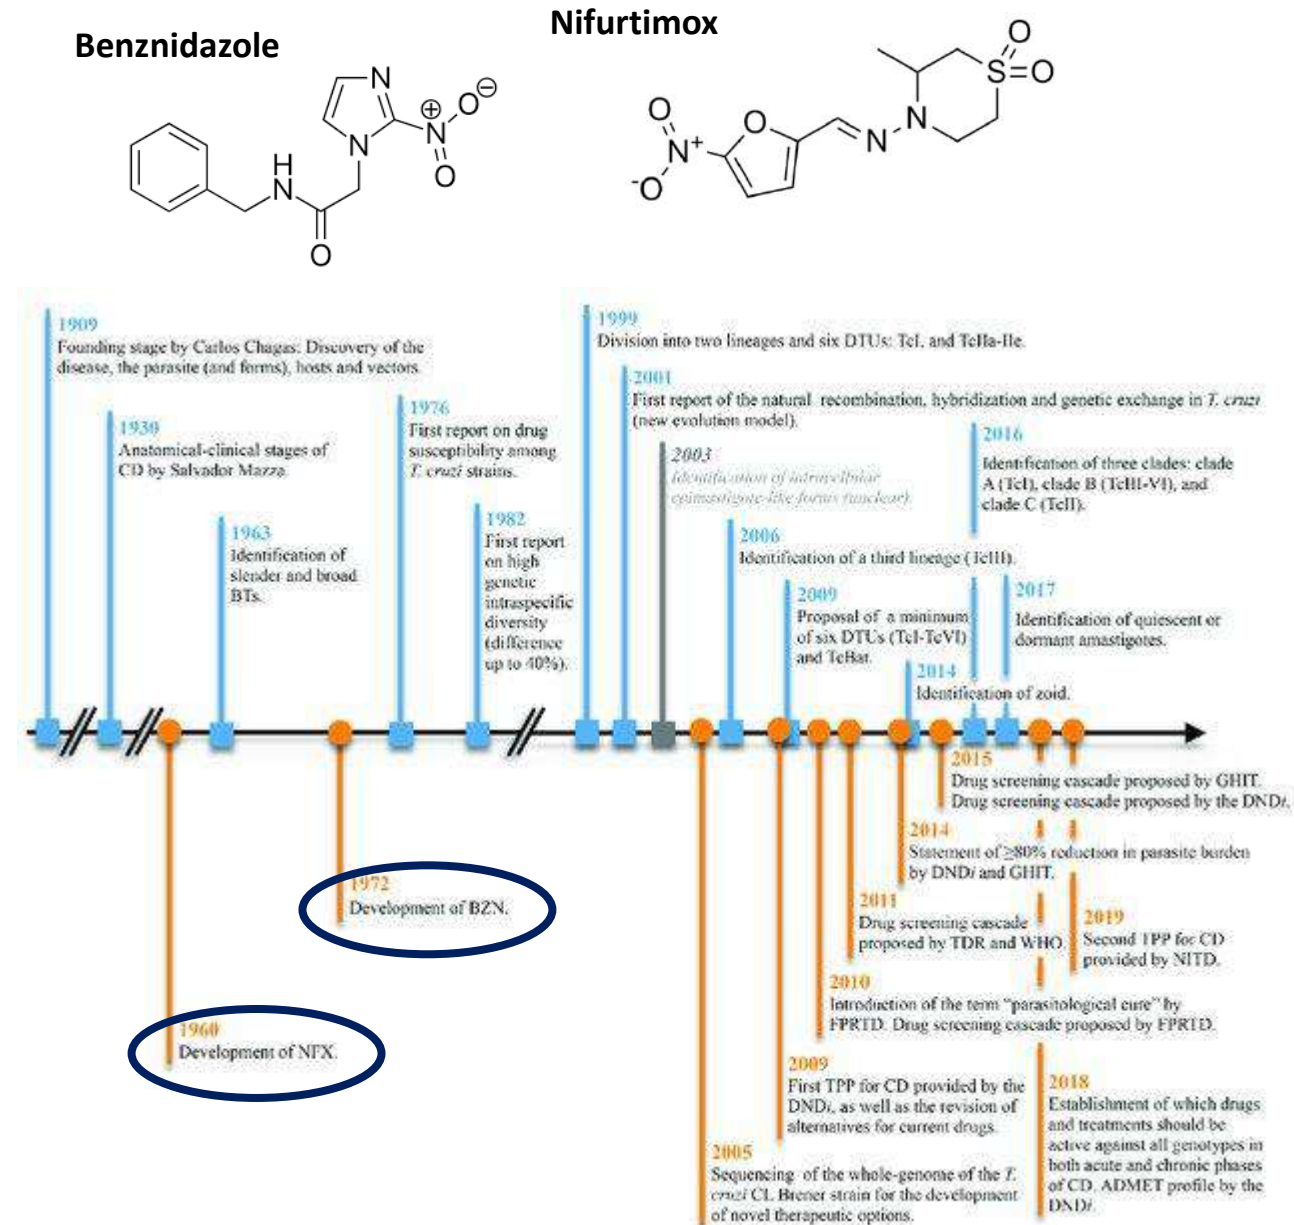 Benznidazole
Nifurtimox
N
N
N
⊕
O
⊖
O
H
N
O
O
N
+
-O
O
N
N
S
O
O
1909
Founding stage by Carlos Chagas: Discovery of the
disease, the parasite (and forms), hosts and vectors.
1930
Anatomical-clinical stages of
CD by Salvador Mazza.
1963
Identification of
slender and broad
BTs.
1976
First report on drug
susceptibility among
T. cruzi strains.
1982
First report
on high
genetic
intraspecific
diversity
(difference
up to 40%).
1999
Division into two lineages and six DTUs: TcI, and TcIIa-IIe.
2001
First report of the natural recombination, hybridization and genetic exchange in T. cruzi
(new evolution model).
2003
Identification of intracellular
epimastigote-like forms (unclear).
2006
Identification of a third lineage (TcIII).
2009
Proposal of a minimum
of six DTUs (TcI-TcVI)
and TcBat.
2014
Identification of zoid.
2016
Identification of three clades: clade
A (TcI), clade B (TcIII-VI), and
clade C (TcII).
2017
Identification of quiescent or
dormant amastigotes.
1960
Development of NFX.
1972
Development of BZN.
2005
Sequencing of the whole-genome of the T.
cruzi CL Brener strain for the development
of novel therapeutic options.
2009
First TPP for CD provided by the
DNDi, as well as the revision of
alternatives for current drugs.
2010
Introduction of the term "parasitological cure" by
FPRTD. Drug screening cascade proposed by FPRTD.
2011
Drug screening cascade
proposed by TDR and WHO.
2014
Statement of ≥80% reduction in parasite burden
by DNDi and GHIT.
2015
Drug screening cascade proposed by GHIT.
Drug screening cascade proposed by the DNDi.
2018
Establishment of which drugs
and treatments should be
active against all genotypes in
both acute and chronic phases
of CD. ADMET profile by the
DNDi.
2019
Second TPP for CD
provided by NITD.